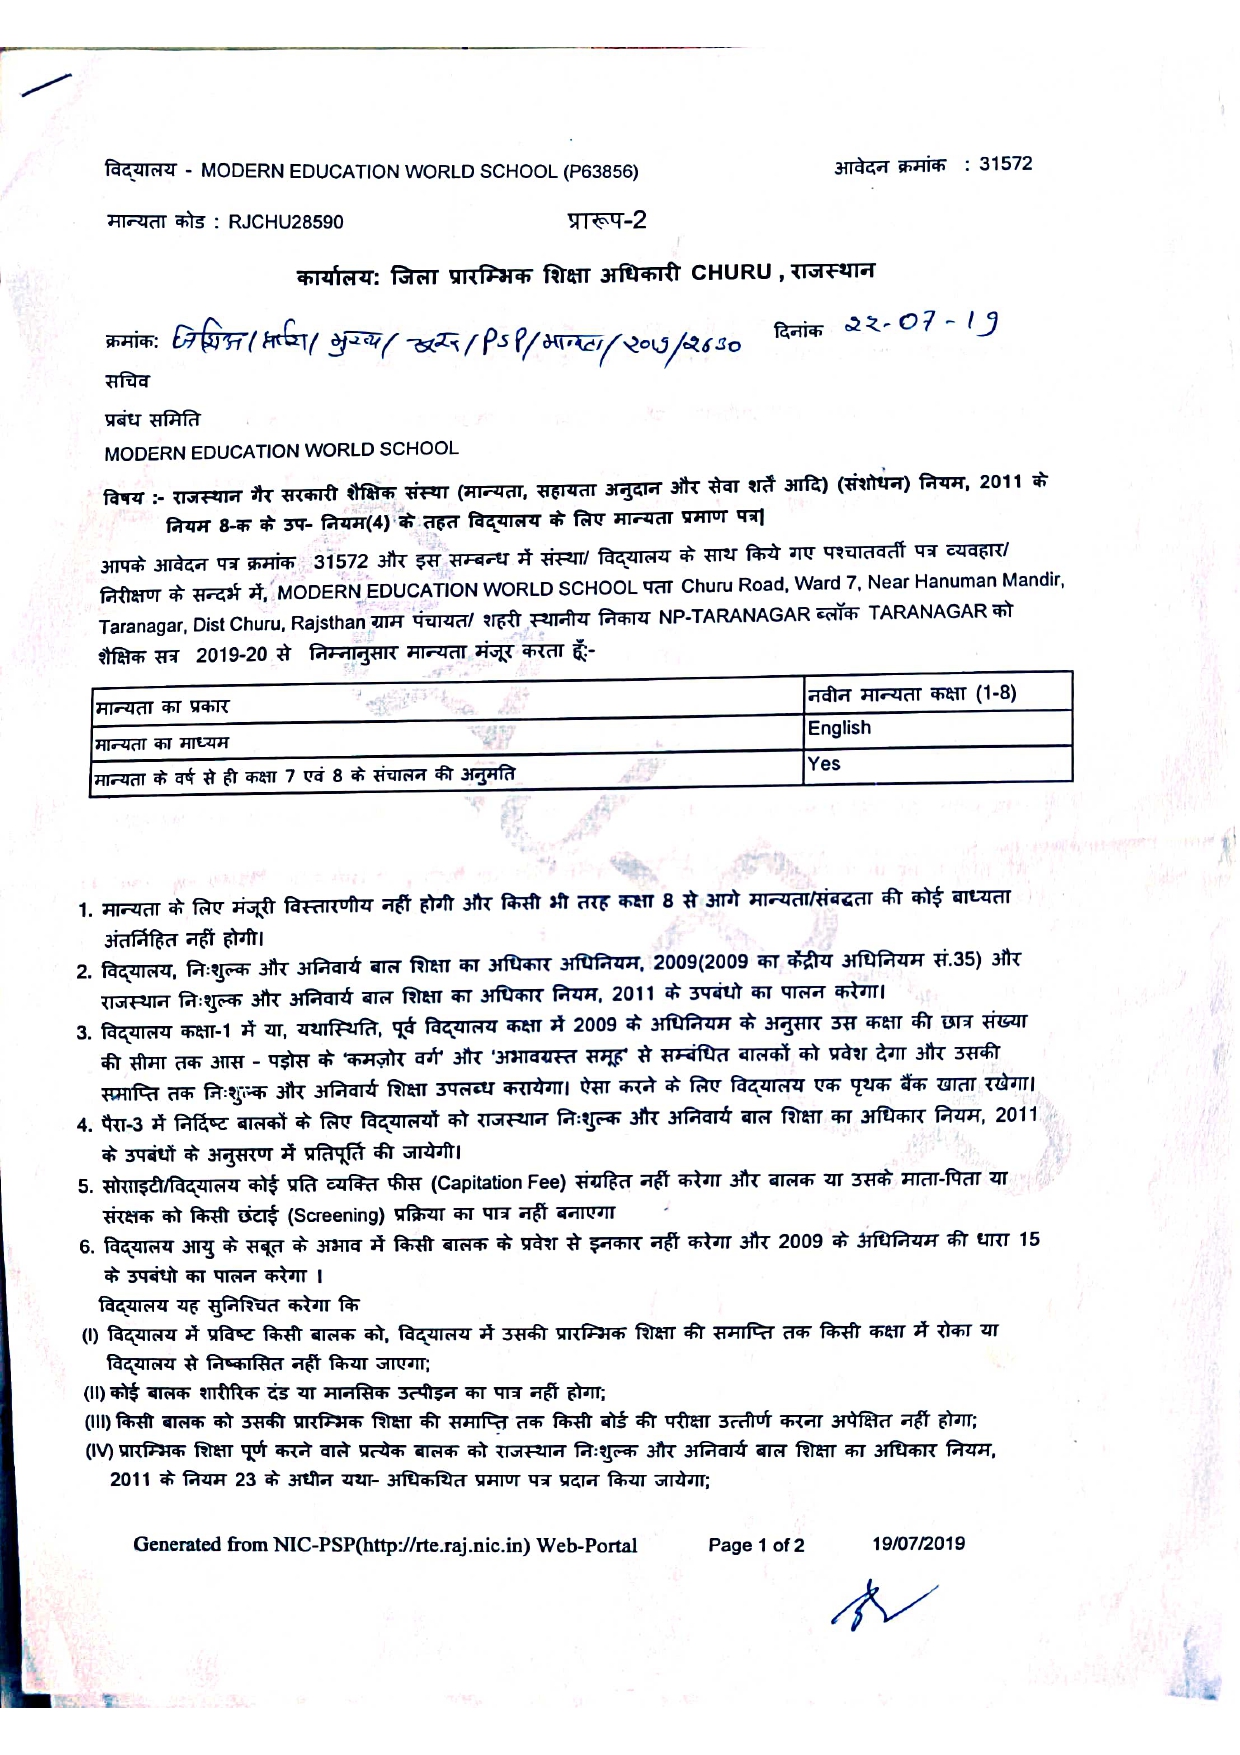 विद्यालय - MODERN EDUCATION WORLD SCHOOL (P63856) आवेदन क्रमांक : 31572
मान्यता कोड : RJCHU28590 प्रारूप-2
कार्यालय: जिला प्रारम्भिक शिक्षा अधिकारी CHURU , राजस्थान
क्रमांक: / मुख्य / चूरू / PSP / मान्यता / २०१९ / २६३० दिनांक २२-07-19
सचिव
प्रबंध समिति
MODERN EDUCATION WORLD SCHOOL
विषय :- राजस्थान गैर सरकारी शैक्षिक संस्था (मान्यता, सहायता अनुदान और सेवा शर्तें आदि) (संशोधन) नियम, 2011 के
नियम 8-क के उप- नियम(4) के तहत विद्यालय के लिए मान्यता प्रमाण पत्र|
आपके आवेदन पत्र क्रमांक 31572 और इस सम्बन्ध में संस्था/ विद्यालय के साथ किये गए पश्चातवर्ती पत्र व्यवहार/
निरीक्षण के सन्दर्भ में, MODERN EDUCATION WORLD SCHOOL पता Churu Road, Ward 7, Near Hanuman Mandir,
Taranagar, Dist Churu, Rajsthan ग्राम पंचायत/ शहरी स्थानीय निकाय NP-TARANAGAR ब्लॉक TARANAGAR को
शैक्षिक सत्र 2019-20 से निम्नानुसार मान्यता मंजूर करता हूँ:-
मान्यता का प्रकार नवीन मान्यता कक्षा (1-8)
मान्यता का माध्यम English
मान्यता के वर्ष से ही कक्षा 7 एवं 8 के संचालन की अनुमति Yes
1. मान्यता के लिए मंजूरी विस्तारणीय नहीं होगी और किसी भी तरह कक्षा 8 से आगे मान्यता/संबद्धता की कोई बाध्यता
अंतर्निहित नहीं होगी।
2. विद्यालय, निःशुल्क और अनिवार्य बाल शिक्षा का अधिकार अधिनियम, 2009(2009 का केंद्रीय अधिनियम सं.35) और
राजस्थान निःशुल्क और अनिवार्य बाल शिक्षा का अधिकार नियम, 2011 के उपबंधो का पालन करेगा।
3. विद्यालय कक्षा-1 में या, यथास्थिति, पूर्व विद्यालय कक्षा में 2009 के अधिनियम के अनुसार उस कक्षा की छात्र संख्या
की सीमा तक आस - पड़ोस के 'कमज़ोर वर्ग' और 'अभावग्रस्त समूह' से सम्बंधित बालकों को प्रवेश देगा और उसकी
समाप्ति तक निःशुल्क और अनिवार्य शिक्षा उपलब्ध करायेगा। ऐसा करने के लिए विद्यालय एक पृथक बैंक खाता रखेगा।
4. पैरा-3 में निर्दिष्ट बालकों के लिए विद्यालयों को राजस्थान निःशुल्क और अनिवार्य बाल शिक्षा का अधिकार नियम, 2011
के उपबंधों के अनुसरण में प्रतिपूर्ति की जायेगी।
5. सोसाइटी/विद्यालय कोई प्रति व्यक्ति फीस (Capitation Fee) संग्रहित नहीं करेगा और बालक या उसके माता-पिता या
संरक्षक को किसी छंटाई (Screening) प्रक्रिया का पात्र नहीं बनाएगा
6. विद्यालय आयु के सबूत के अभाव में किसी बालक के प्रवेश से इनकार नहीं करेगा और 2009 के अधिनियम की धारा 15
के उपबंधो का पालन करेगा ।
विद्यालय यह सुनिश्चित करेगा कि
(I) विद्यालय में प्रविष्ट किसी बालक को, विद्यालय में उसकी प्रारम्भिक शिक्षा की समाप्ति तक किसी कक्षा में रोका या
विद्यालय से निष्कासित नहीं किया जाएगा;
(II) कोई बालक शारीरिक दंड या मानसिक उत्पीड़न का पात्र नहीं होगा;
(III) किसी बालक को उसकी प्रारम्भिक शिक्षा की समाप्ति तक किसी बोर्ड की परीक्षा उत्तीर्ण करना अपेक्षित नहीं होगा;
(IV) प्रारम्भिक शिक्षा पूर्ण करने वाले प्रत्येक बालक को राजस्थान निःशुल्क और अनिवार्य बाल शिक्षा का अधिकार नियम,
2011 के नियम 23 के अधीन यथा- अधिकथित प्रमाण पत्र प्रदान किया जायेगा;
Generated from NIC-PSP(http://rte.raj.nic.in) Web-Portal Page 1 of 2 19/07/2019